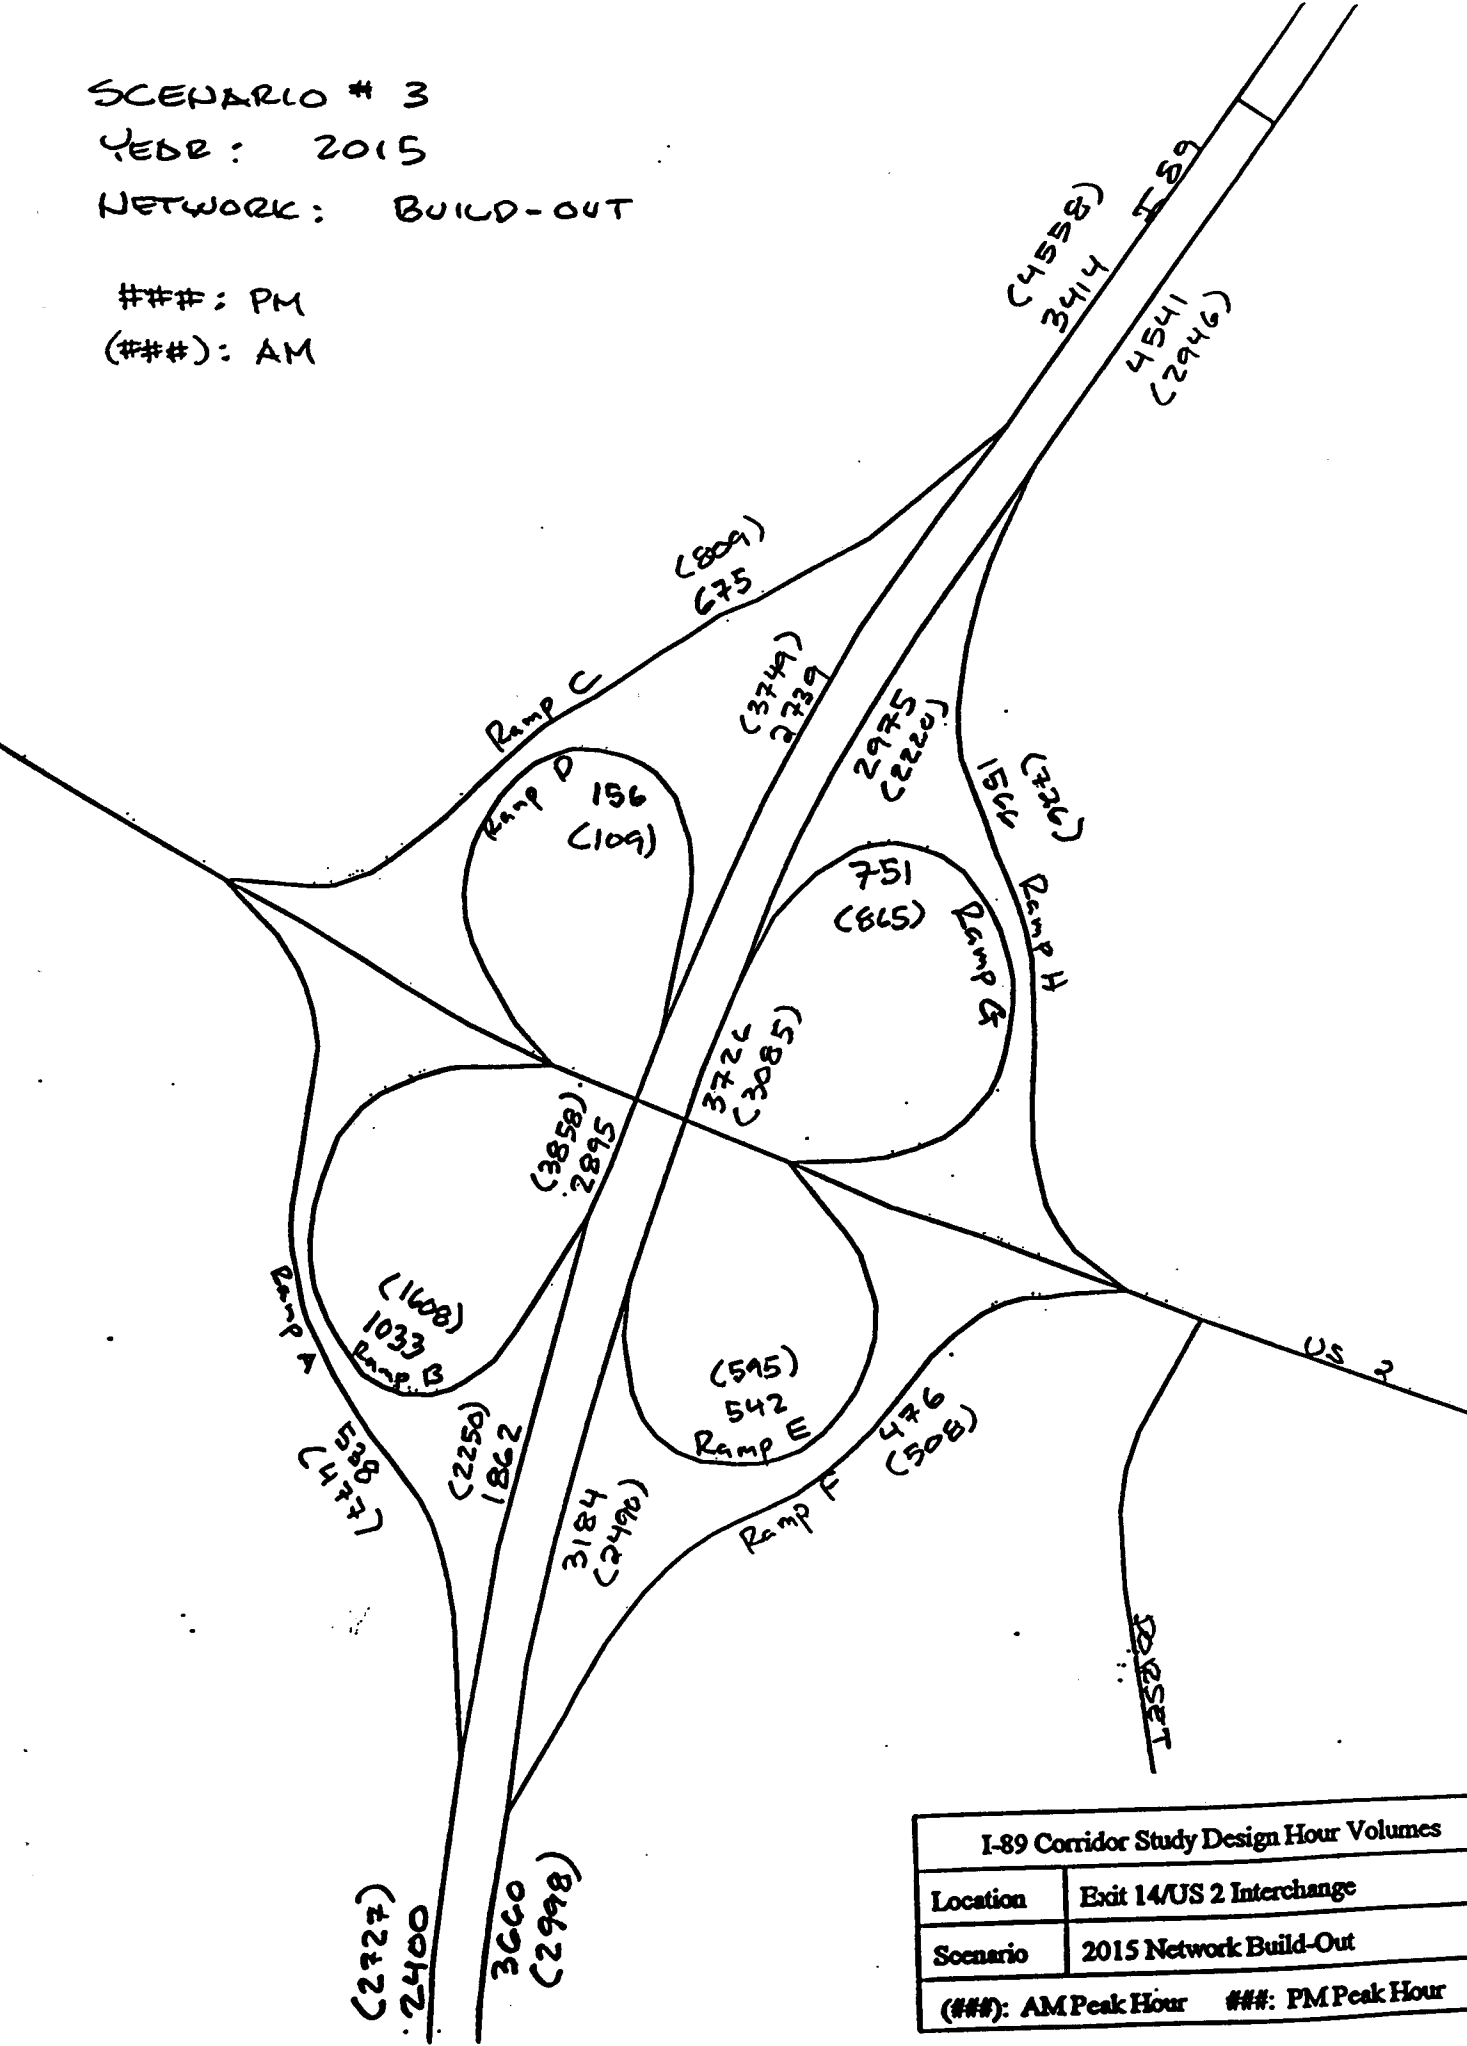 SCENARIO # 3
YEAR: 2015
NETWORK: BUILD-OUT
###: PM
(###): AM
I-89
(4558)
3414
4541
(2946)
(809)
675
Ramp C
(3749)
2739
2975
(2220)
(726)
1566
Ramp H
Ramp D
156
(109)
751
(865)
Ramp G
3726
(3085)
(3858)
2895
Ramp A
538
(477)
(1608)
1033
Ramp B
(2250)
1862
(595)
542
Ramp E
476
(508)
Ramp F
3184
(2490)
US 2
DORSET
(2727)
2400
3660
(2998)
I-89 Corridor Study Design Hour Volumes
Location Exit 14/US 2 Interchange
Scenario 2015 Network Build-Out
(###): AM Peak Hour ###: PM Peak Hour